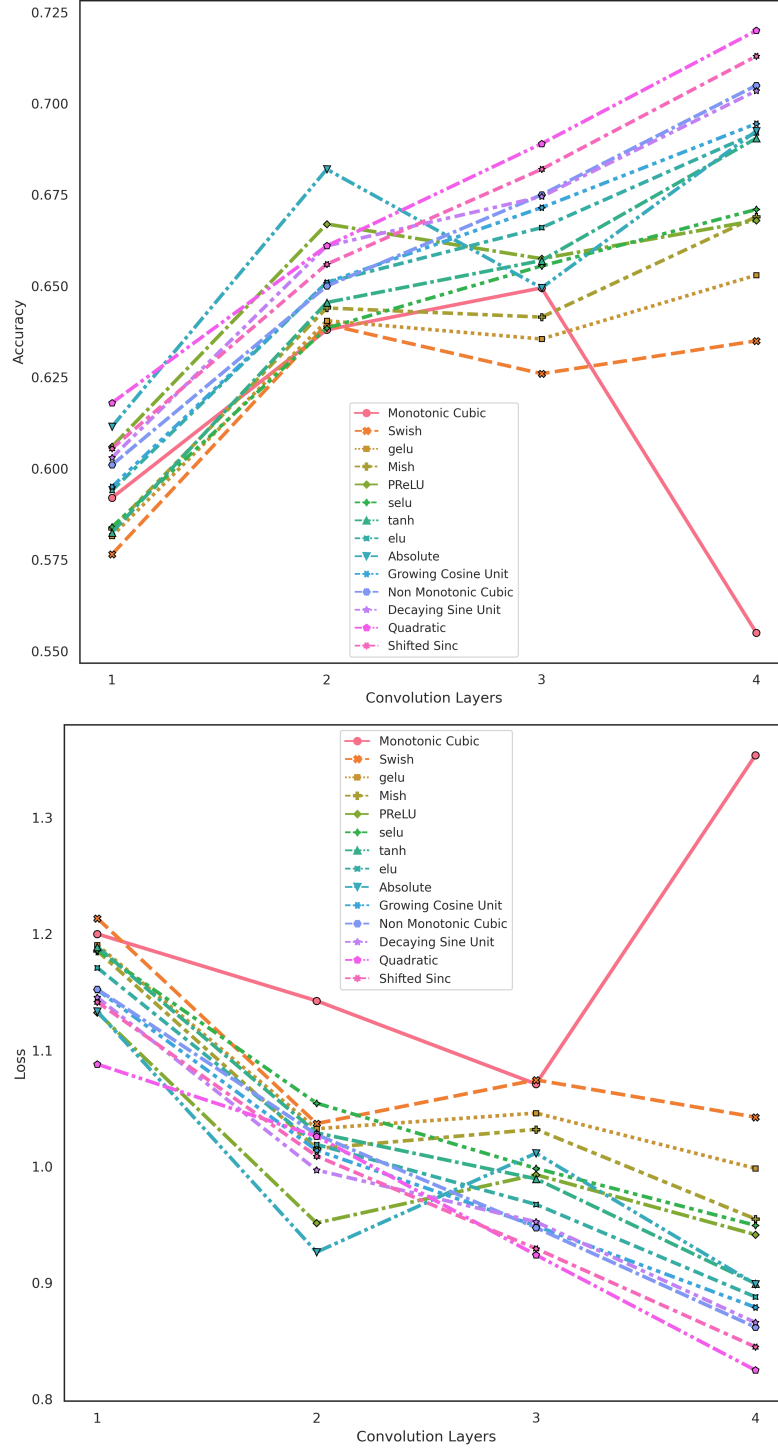 0.725
0.700
0.675
0.650
0.625
0.600
0.575
0.550
Accuracy
Monotonic Cubic
Swish
gelu
Mish
PReLU
selu
tanh
elu
Absolute
Growing Cosine Unit
Non Monotonic Cubic
Decaying Sine Unit
Quadratic
Shifted Sinc
1 2 3 4
Convolution Layers
1.3
1.2
1.1
1.0
0.9
0.8
Loss
Monotonic Cubic
Swish
gelu
Mish
PReLU
selu
tanh
elu
Absolute
Growing Cosine Unit
Non Monotonic Cubic
Decaying Sine Unit
Quadratic
Shifted Sinc
1 2 3 4
Convolution Layers